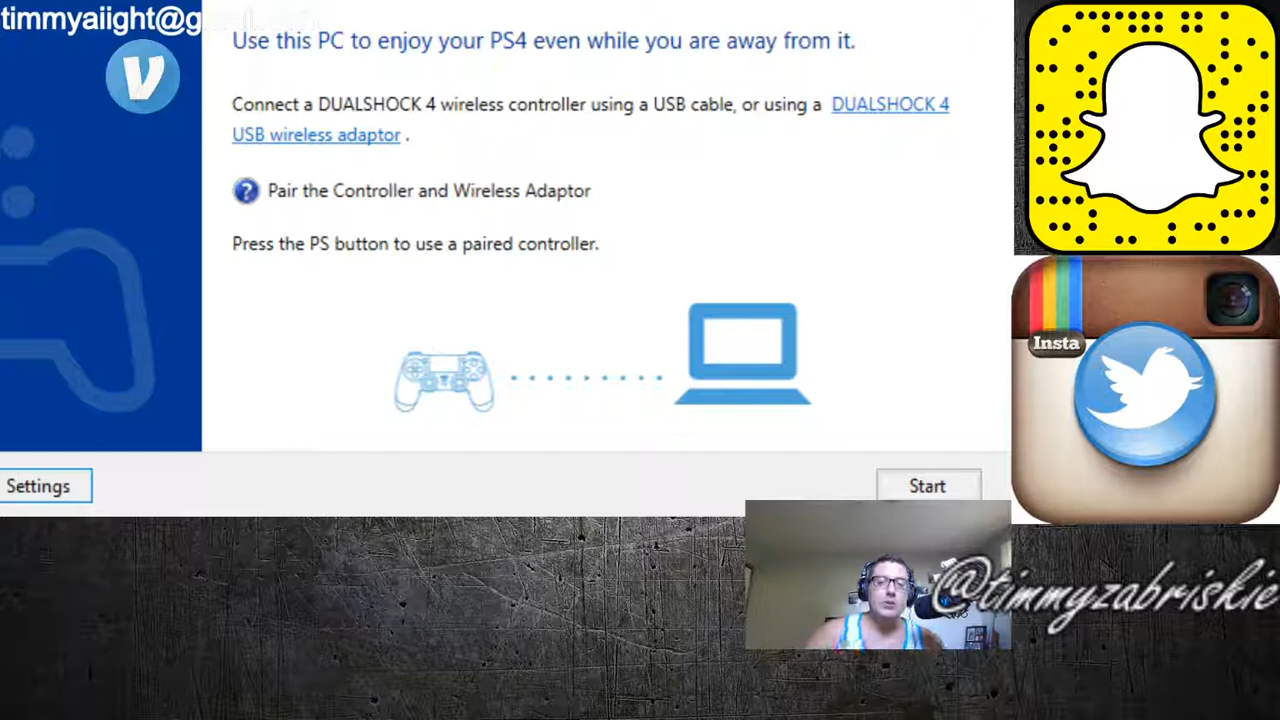 timmyaiight@g
Use this PC to enjoy your PS4 even while you are away from it.
V
Connect a DUALSHOCK 4 wireless controller using a USB cable, or using a DUALSHOCK 4
USB wireless adaptor .
? Pair the Controller and Wireless Adaptor
Press the PS button to use a paired controller.
Insta
Settings
Start
@timmyzabriskie